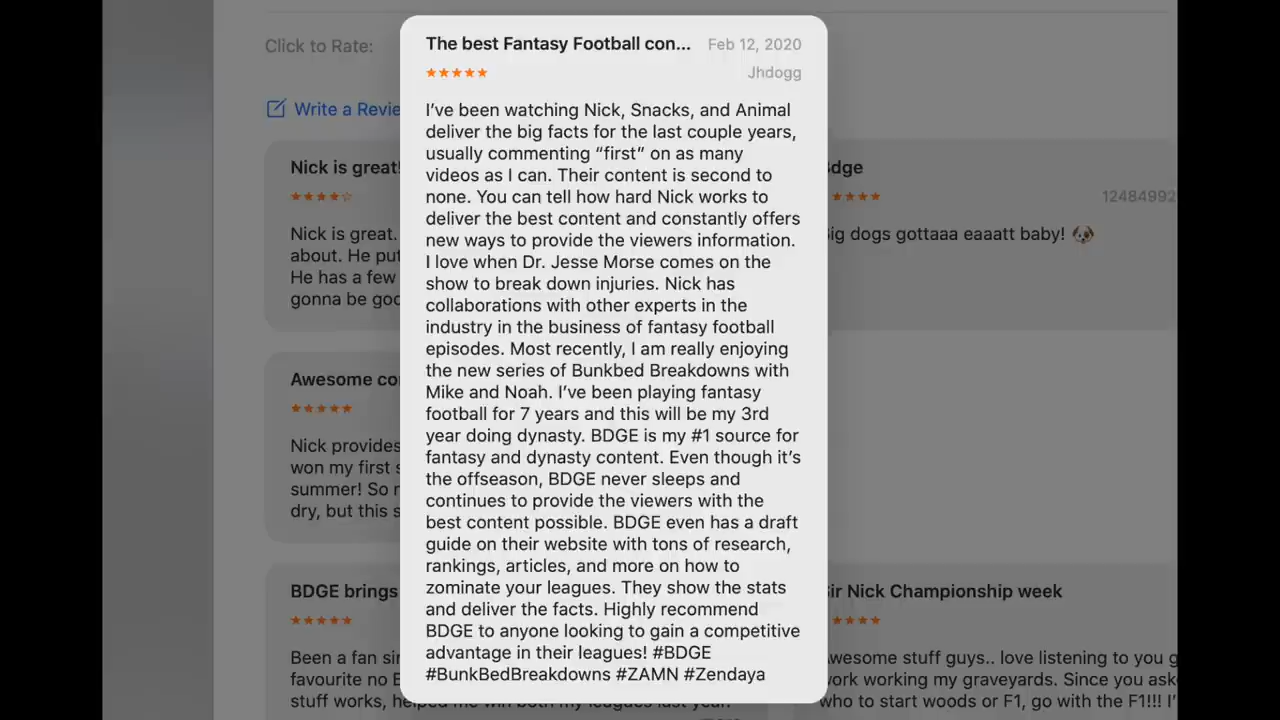 Click to Rate:
Write a Revie
The best Fantasy Football con... Feb 12, 2020
Jhdogg
I’ve been watching Nick, Snacks, and Animal
deliver the big facts for the last couple years,
usually commenting “first” on as many
videos as I can. Their content is second to
none. You can tell how hard Nick works to
deliver the best content and constantly offers
new ways to provide the viewers information.
I love when Dr. Jesse Morse comes on the
show to break down injuries. Nick has
collaborations with other experts in the
industry in the business of fantasy football
episodes. Most recently, I am really enjoying
the new series of Bunkbed Breakdowns with
Mike and Noah. I’ve been playing fantasy
football for 7 years and this will be my 3rd
year doing dynasty. BDGE is my #1 source for
fantasy and dynasty content. Even though it’s
the offseason, BDGE never sleeps and
continues to provide the viewers with the
best content possible. BDGE even has a draft
guide on their website with tons of research,
rankings, articles, and more on how to
zominate your leagues. They show the stats
and deliver the facts. Highly recommend
BDGE to anyone looking to gain a competitive
advantage in their leagues! #BDGE
#BunkBedBreakdowns #ZAMN #Zendaya
Nick is great!
Nick is great.
about. He put
He has a few
gonna be goo
Bdge
12484992
Big dogs gottaaa eaaatt baby!
Awesome co
Nick provides
won my first s
summer! So
dry, but this s
BDGE brings
Been a fan si
favourite no
stuff works, helped me win both my leagues last year.
Sir Nick Championship week
Awesome stuff guys.. love listening to you g
work working my graveyards. Since you ask
who to start woods or F1, go with the F1!!! I’